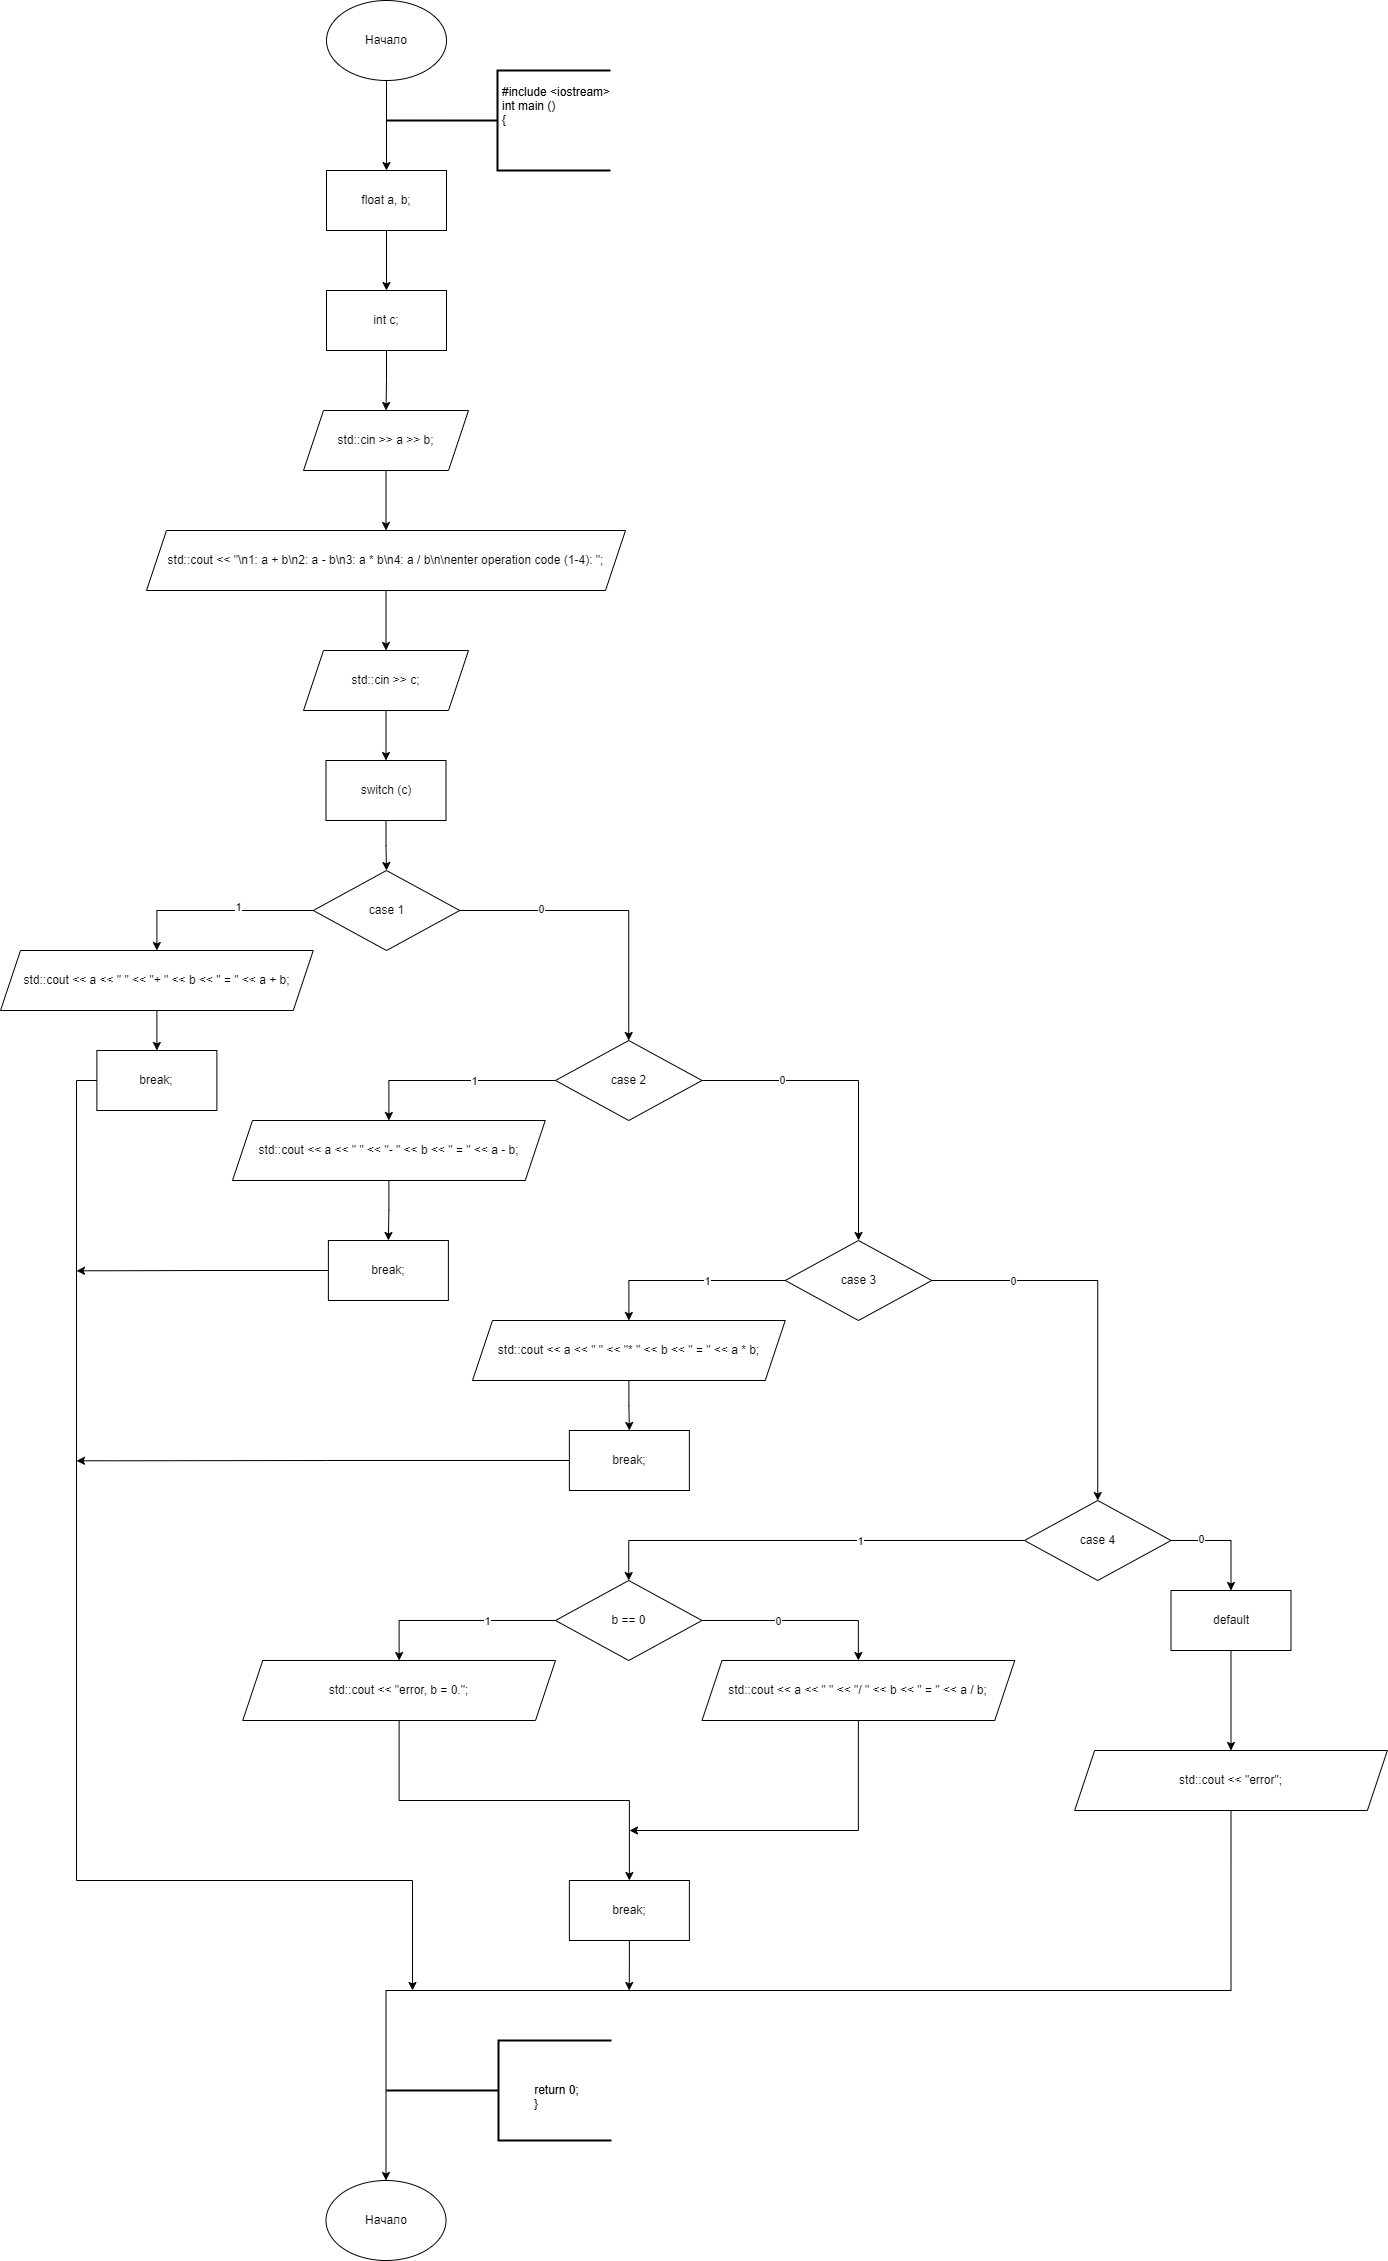 Начало
#include <iostream>
int main ()
{
float a, b;
int c;
std::cin >> a >> b;
std::cout << "\n1: a + b\n2: a - b\n3: a * b\n4: a / b\n\nenter operation code (1-4): ";
std::cin >> c;
switch (c)
case 1
1
0
std::cout << a << " " << "+ " << b << " = " << a + b;
break;
case 2
1
0
std::cout << a << " " << "- " << b << " = " << a - b;
break;
case 3
1
0
std::cout << a << " " << "* " << b << " = " << a * b;
break;
case 4
1
0
b == 0
default
1
0
std::cout << "error, b = 0.";
std::cout << a << " " << "/ " << b << " = " << a / b;
std::cout << "error";
break;
return 0;
}
Начало